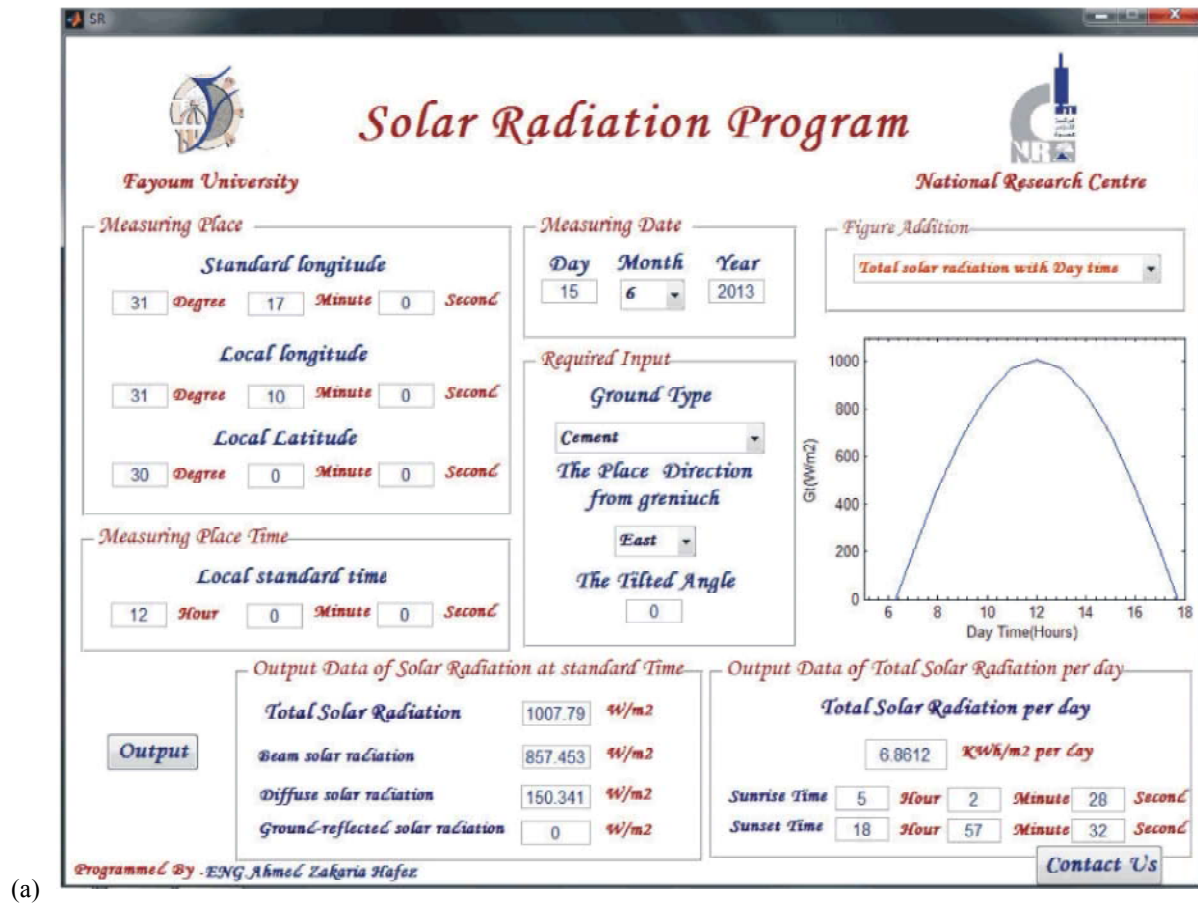 SR
Solar Radiation Program
Fayoum University
National Research Centre
NR
Measuring Place
Standard longitude
31 Degree 17 Minute 0 Second
Local longitude
31 Degree 10 Minute 0 Second
Local Latitude
30 Degree 0 Minute 0 Second
Measuring Place Time
Local standard time
12 Hour 0 Minute 0 Second
Measuring Date
Day Month Year
15 6 2013
Required Input
Ground Type
Cement
The Place Direction
from greniuch
East
The Tilted Angle
0
Figure Addition
Total solar radiation with Day time
1000
800
600
400
200
0
Gt(W/m2)
6 8 10 12 14 16 18
Day Time(Hours)
Output Data of Solar Radiation at standard Time
Total Solar Radiation 1007.79 W/m2
Beam solar radiation 857.453 W/m2
Diffuse solar radiation 150.341 W/m2
Ground-reflected solar radiation 0 W/m2
Output
Output Data of Total Solar Radiation per day
Total Solar Radiation per day
6.8612 KWh/m2 per day
Sunrise Time 5 Hour 2 Minute 28 Second
Sunset Time 18 Hour 57 Minute 32 Second
Contact Us
Programmed By -ENG.Ahmed Zakaria Hafez
(a)